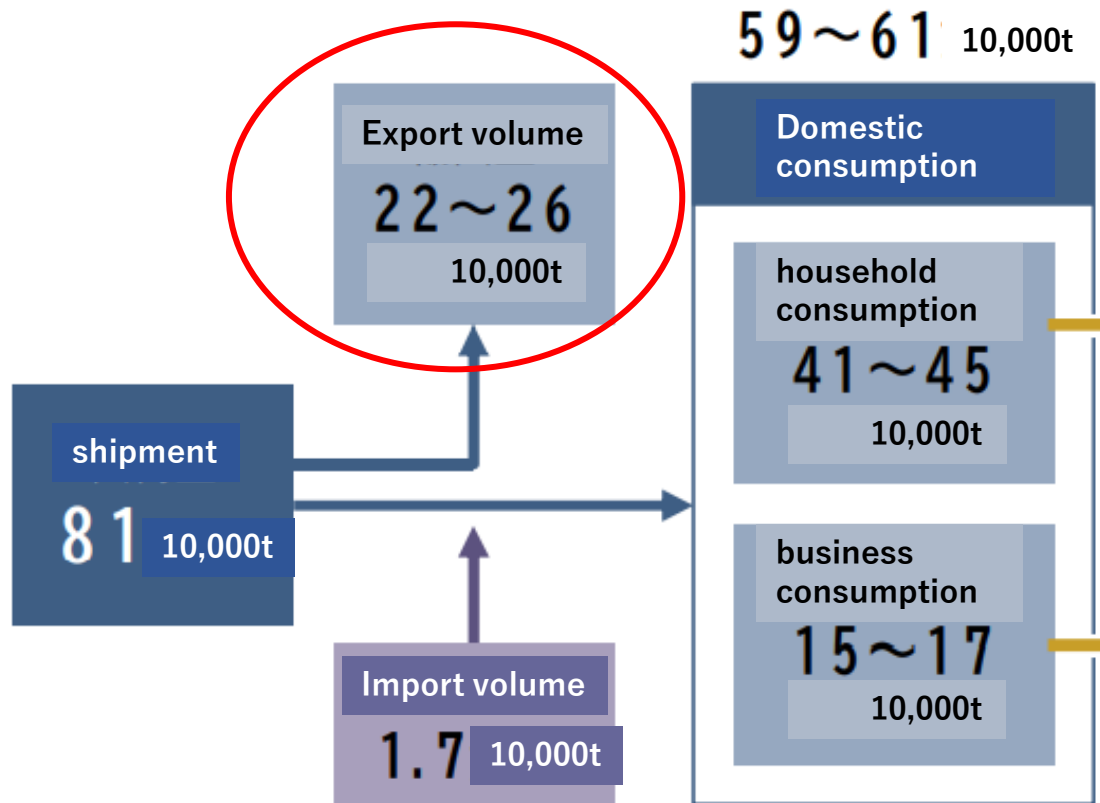 59～61 10,000t
Export volume
22～26
10,000t
Domestic
consumption
household
consumption
41～45
10,000t
shipment
81 10,000t
business
consumption
15～17
10,000t
Import volume
1.7 10,000t